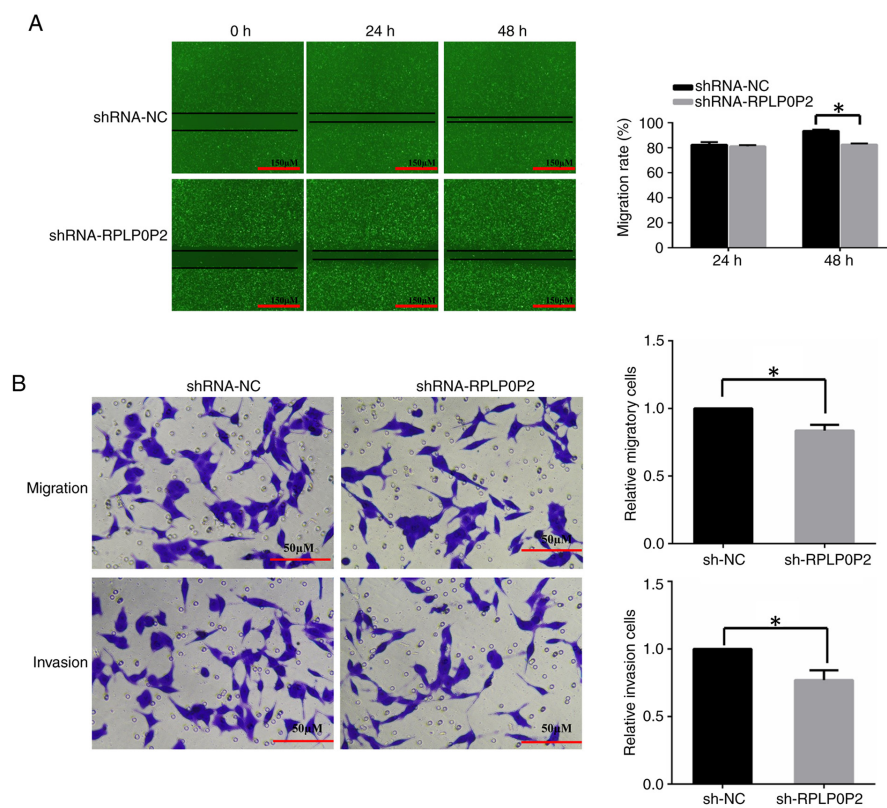 A
0 h
24 h
48 h
shRNA-NC
150μM
150μM
150μM
shRNA-RPLP0P2
150μM
150μM
150μM
shRNA-NC
shRNA-RPLP0P2
*
Migration rate (%)
100
80
60
40
20
0
24 h
48 h
B
shRNA-NC
shRNA-RPLP0P2
Migration
50μM
50μM
Invasion
50μM
50μM
Relative migratory cells
1.5
1.0
0.5
0.0
*
sh-NC
sh-RPLP0P2
Relative invasion cells
1.5
1.0
0.5
0.0
*
sh-NC
sh-RPLP0P2